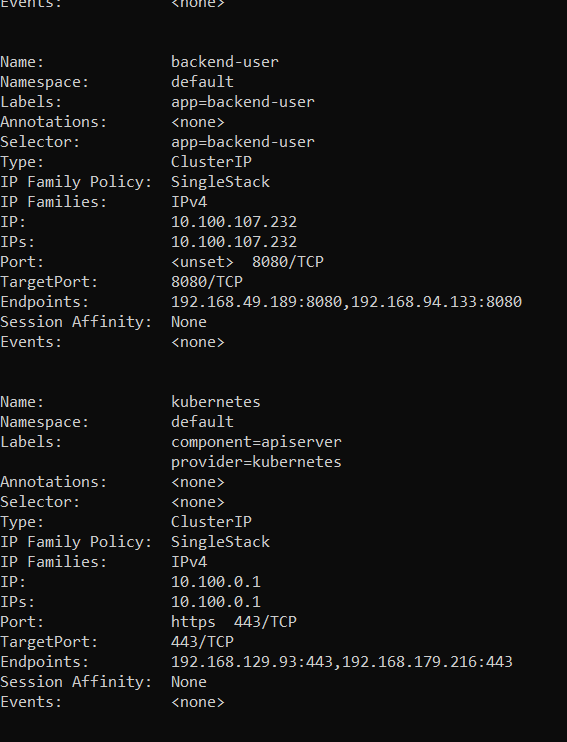 Events:            <none>
Name:              backend-user
Namespace:         default
Labels:            app=backend-user
Annotations:       <none>
Selector:          app=backend-user
Type:              ClusterIP
IP Family Policy:  SingleStack
IP Families:       IPv4
IP:                10.100.107.232
IPs:               10.100.107.232
Port:              <unset>  8080/TCP
TargetPort:        8080/TCP
Endpoints:         192.168.49.189:8080,192.168.94.133:8080
Session Affinity:  None
Events:            <none>
Name:              kubernetes
Namespace:         default
Labels:            component=apiserver
                   provider=kubernetes
Annotations:       <none>
Selector:          <none>
Type:              ClusterIP
IP Family Policy:  SingleStack
IP Families:       IPv4
IP:                10.100.0.1
IPs:               10.100.0.1
Port:              https  443/TCP
TargetPort:        443/TCP
Endpoints:         192.168.129.93:443,192.168.179.216:443
Session Affinity:  None
Events:            <none>